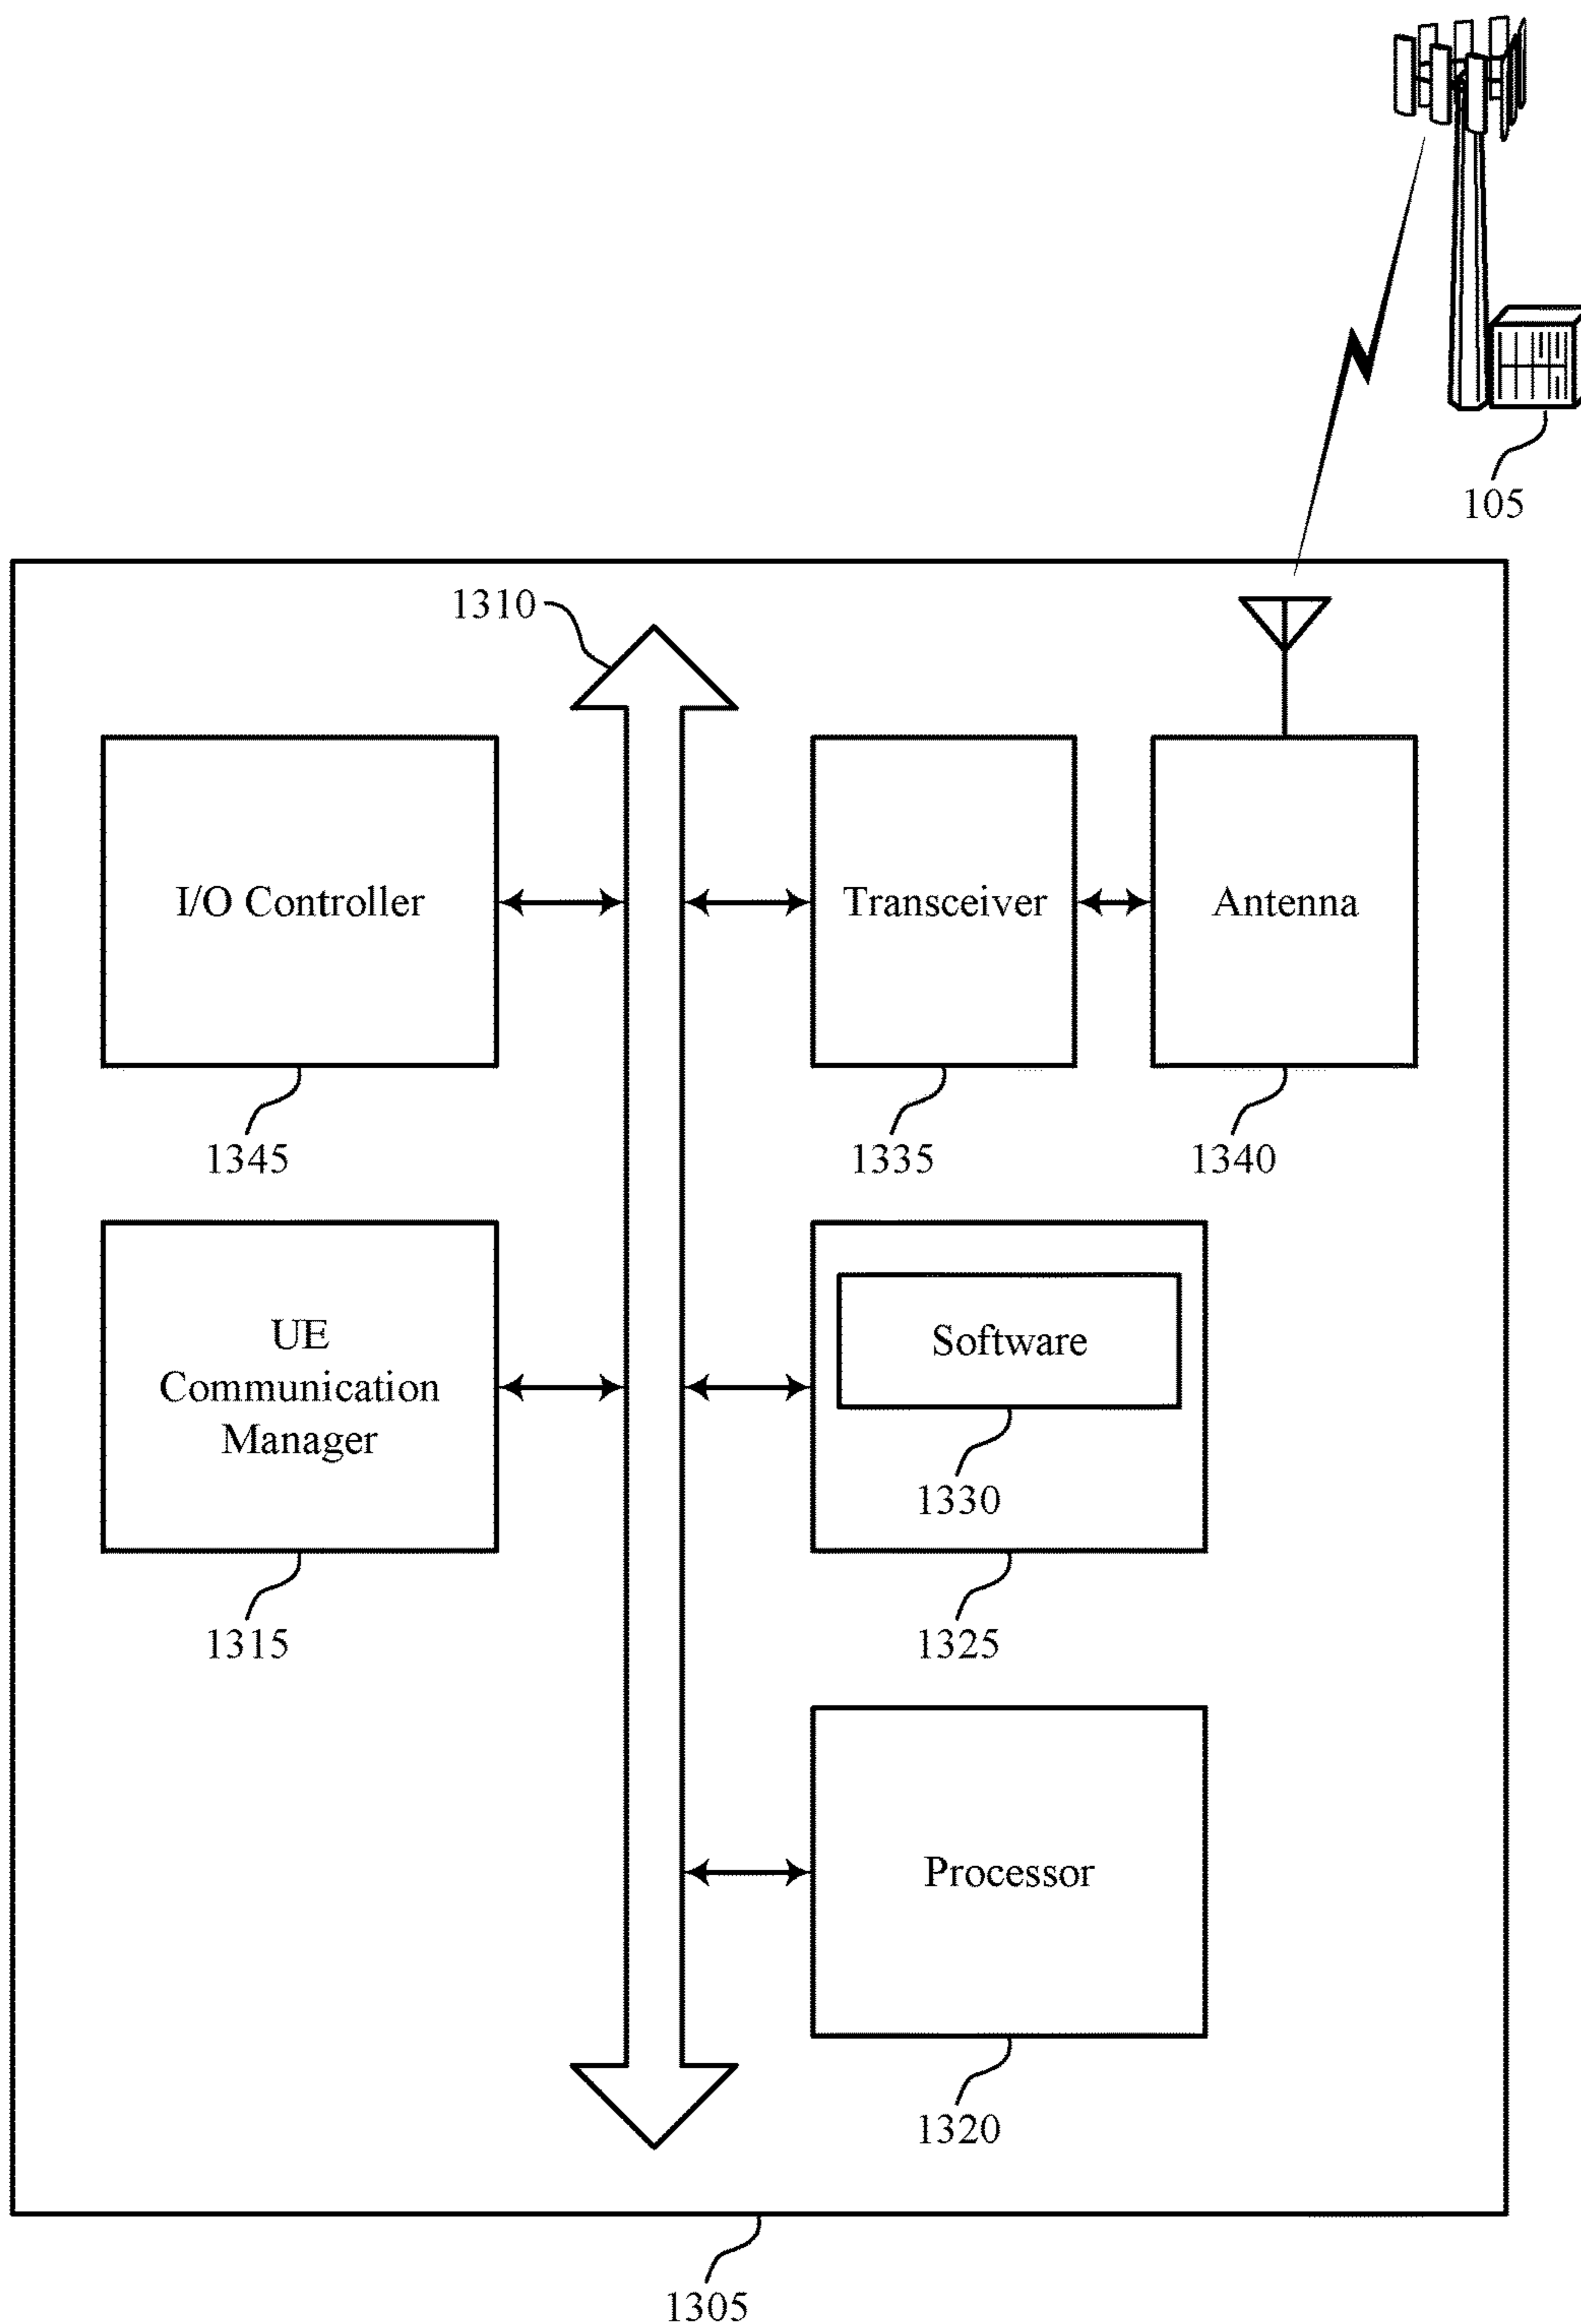 105
1310
I/O Controller
Transceiver
Antenna
1345
1335
1340
UE
Communication
Manager
Software
1330
1315
1325
Processor
1320
1305